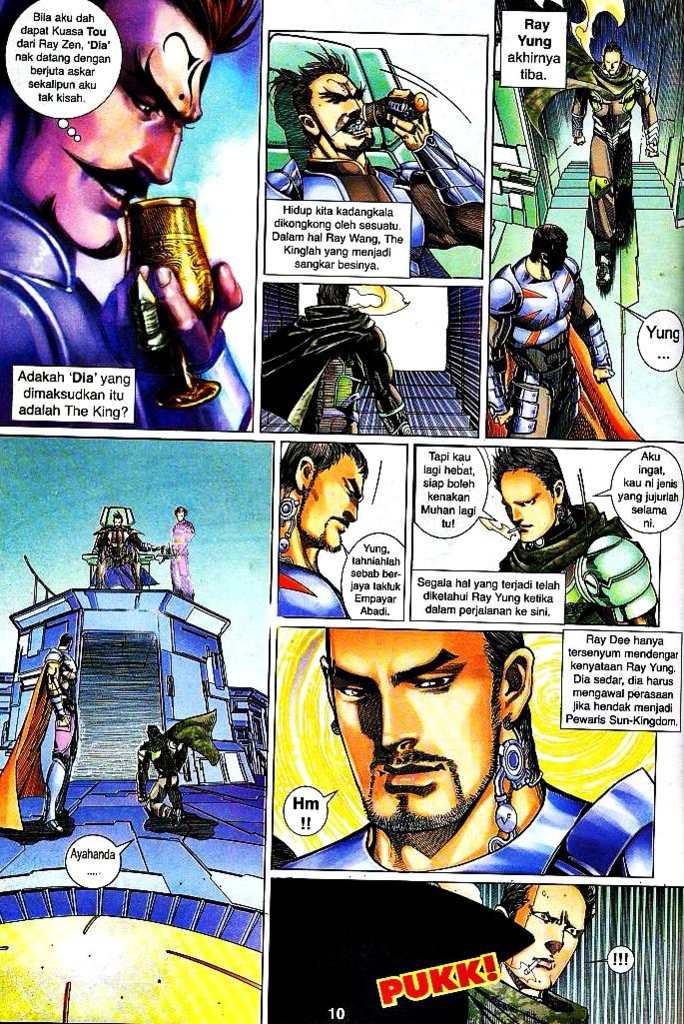 Bila aku dah
dapat Kuasa Tou
dari Ray Zen, 'Dia'
nak datang dengan
berjuta askar
sekalipun aku
tak kisah.
Adakah 'Dia' yang
dimaksudkan itu
adalah The King?
Hidup kita kadangkala
dikongkong oleh sesuatu.
Dalam hal Ray Wang, The
Kinglah yang menjadi
sangkar besinya.
Ray
Yung
akhirnya
tiba.
Yung
...
Ayahanda
.....
Yung,
tahniahlah
sebab ber-
jaya takluk
Empayar
Abadi.
Tapi kau
lagi hebat,
siap boleh
kenakan
Muhan lagi
tu!
Aku
ingat,
kau ni jenis
yang jujurlah
selama
ni.
Segala hal yang terjadi telah
diketahui Ray Yung ketika
dalam perjalanan ke sini.
Ray Dee hanya
tersenyum mendengar
kenyataan Ray Yung.
Dia sedar, dia harus
mengawal perasaan
jika hendak menjadi
Pewaris Sun-Kingdom.
Hm
!!
PUKK!
!!!
10